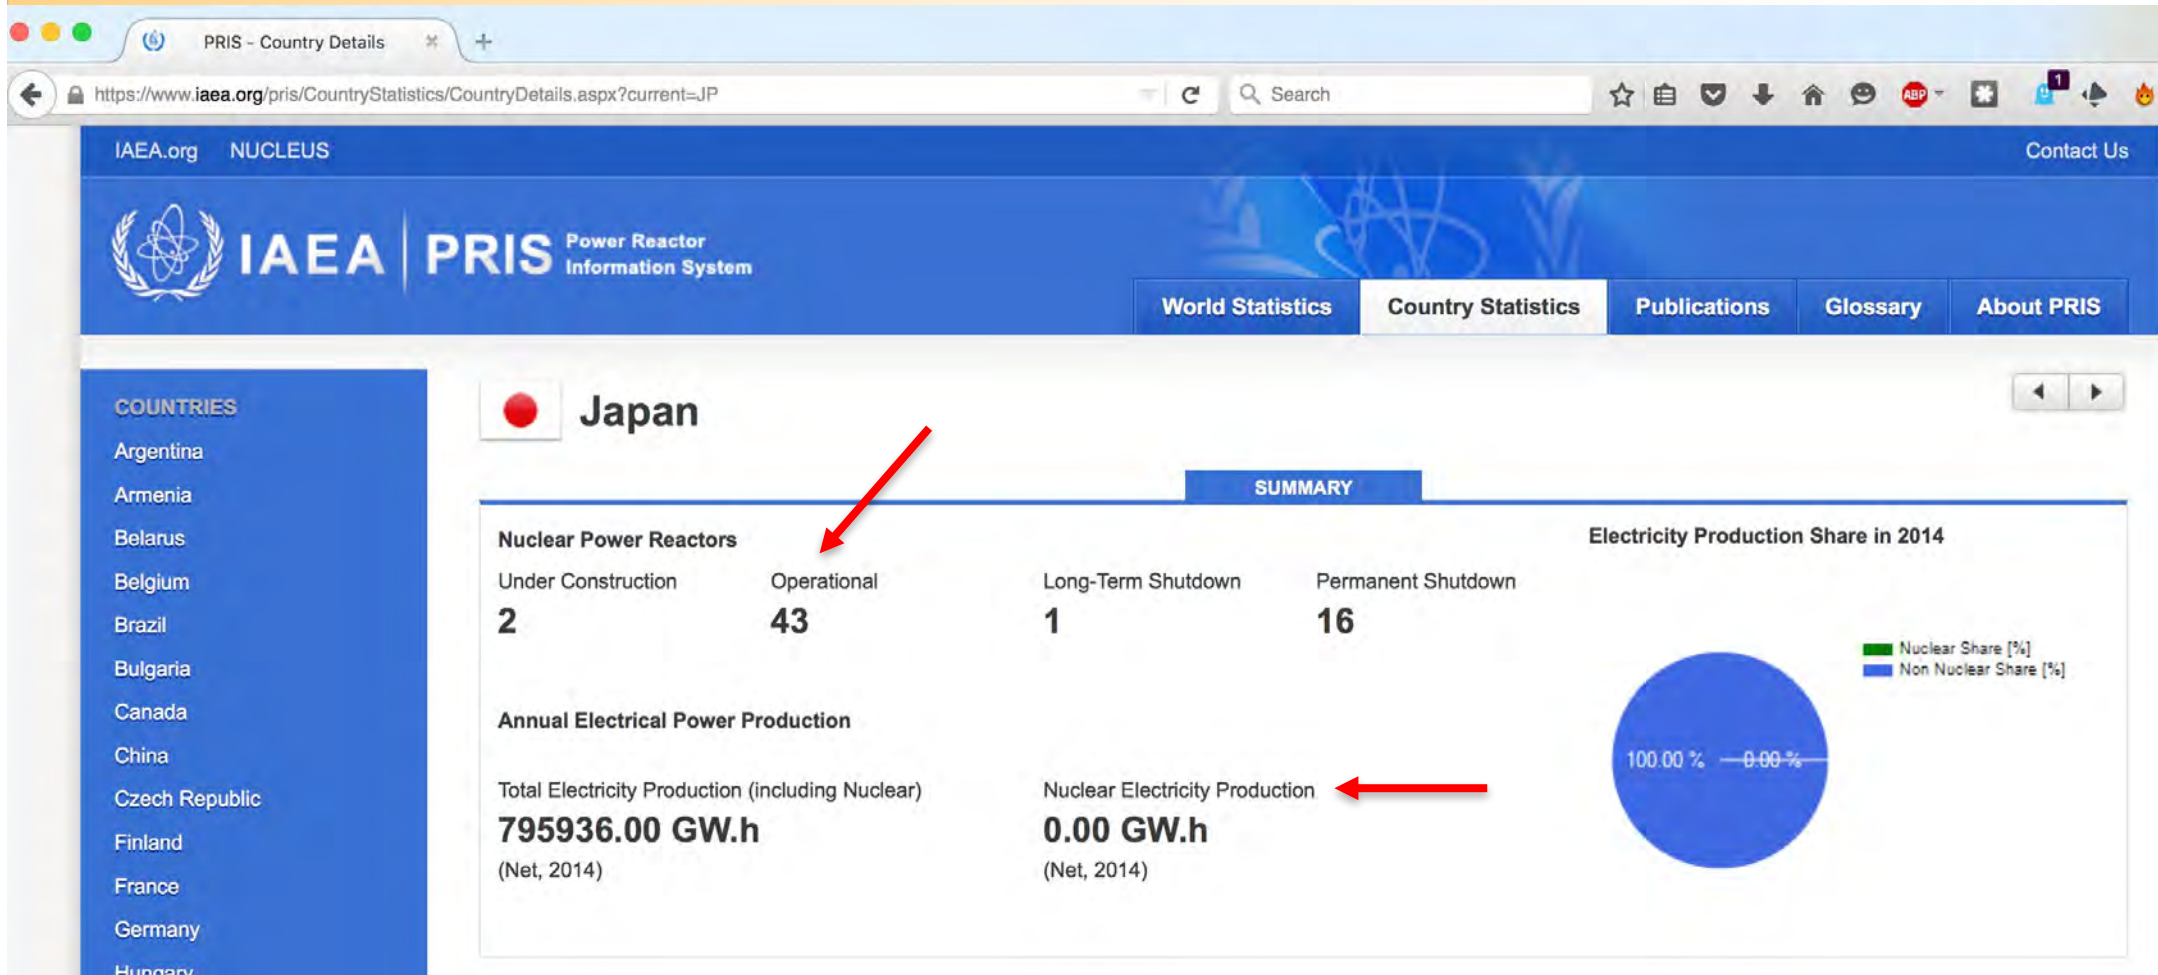 PRIS - Country Details
https://www.iaea.org/pris/CountryStatistics/CountryDetails.aspx?current=JP
Search
ABP
1
IAEA.org NUCLEUS
Contact Us
IAEA PRIS Power Reactor
Information System
World Statistics Country Statistics Publications Glossary About PRIS
COUNTRIES
Argentina
Armenia
Belarus
Belgium
Brazil
Bulgaria
Canada
China
Czech Republic
Finland
France
Germany
Hungary
Japan
SUMMARY
Nuclear Power Reactors
Under Construction Operational Long-Term Shutdown Permanent Shutdown
2 43 1 16
Annual Electrical Power Production
Total Electricity Production (including Nuclear) Nuclear Electricity Production
795936.00 GW.h 0.00 GW.h
(Net, 2014) (Net, 2014)
Electricity Production Share in 2014
Nuclear Share [%]
Non Nuclear Share [%]
100.00 % 0.00 %